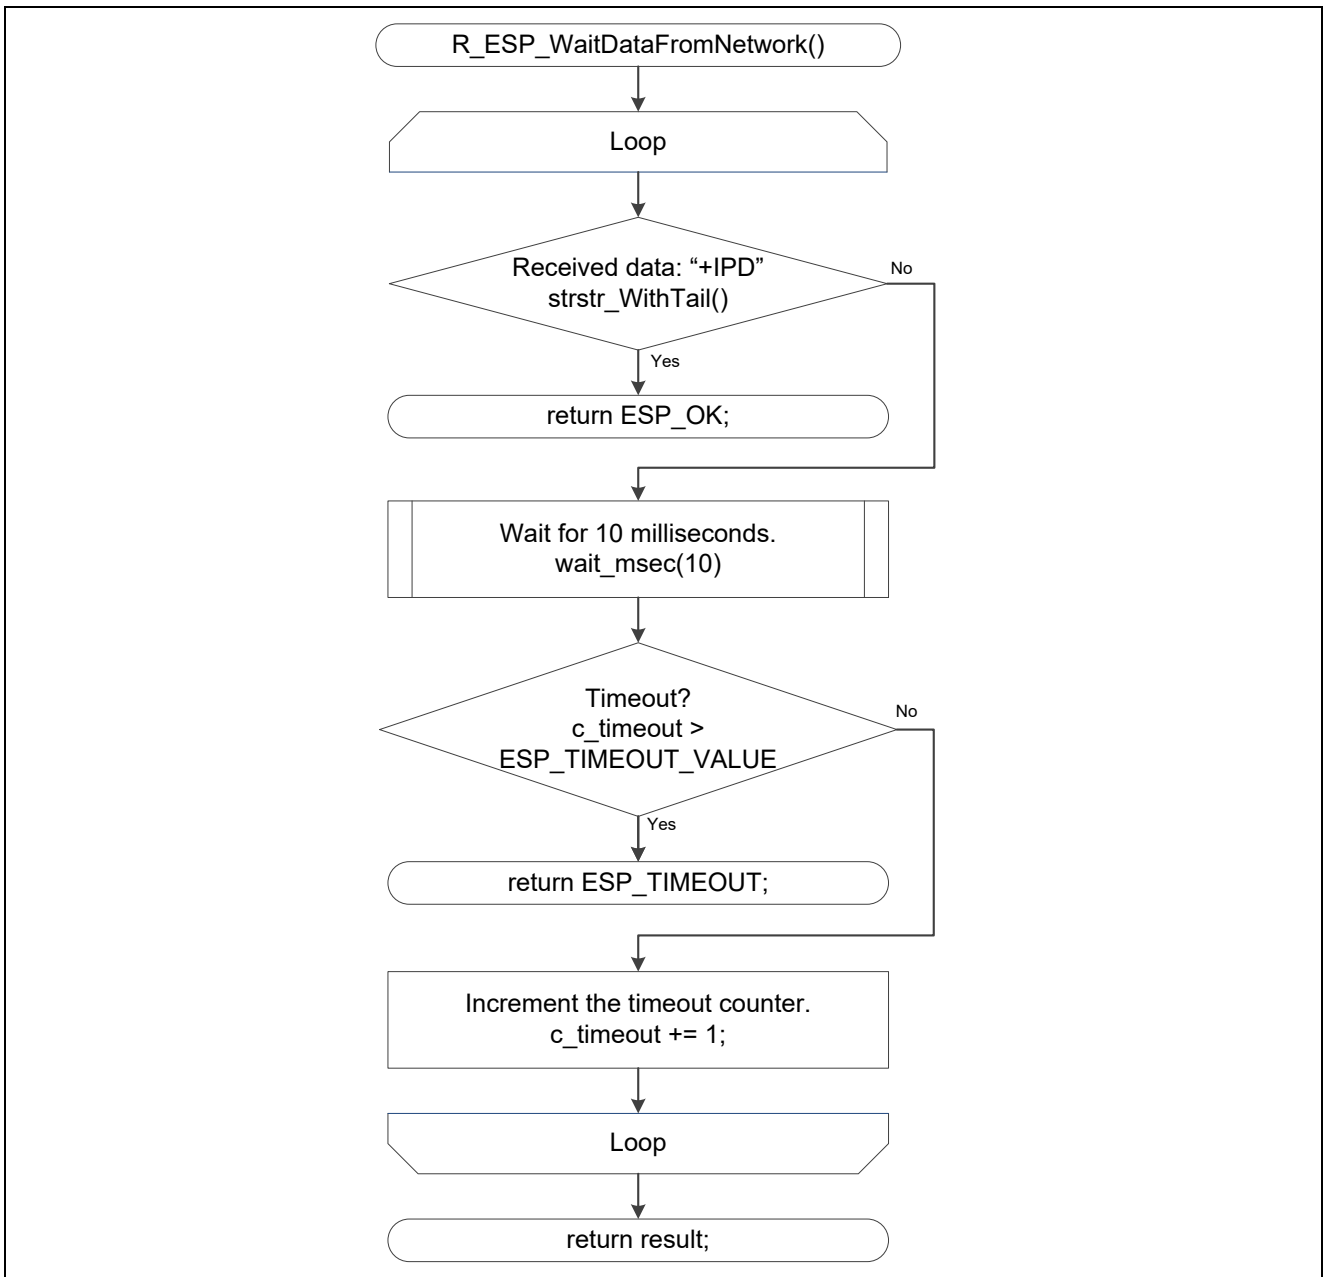 R_ESP_WaitDataFromNetwork()
Loop
Received data: “+IPD”
strstr_WithTail()
No
Yes
return ESP_OK;
Wait for 10 milliseconds.
wait_msec(10)
Timeout?
c_timeout >
ESP_TIMEOUT_VALUE
No
Yes
return ESP_TIMEOUT;
Increment the timeout counter.
c_timeout += 1;
Loop
return result;